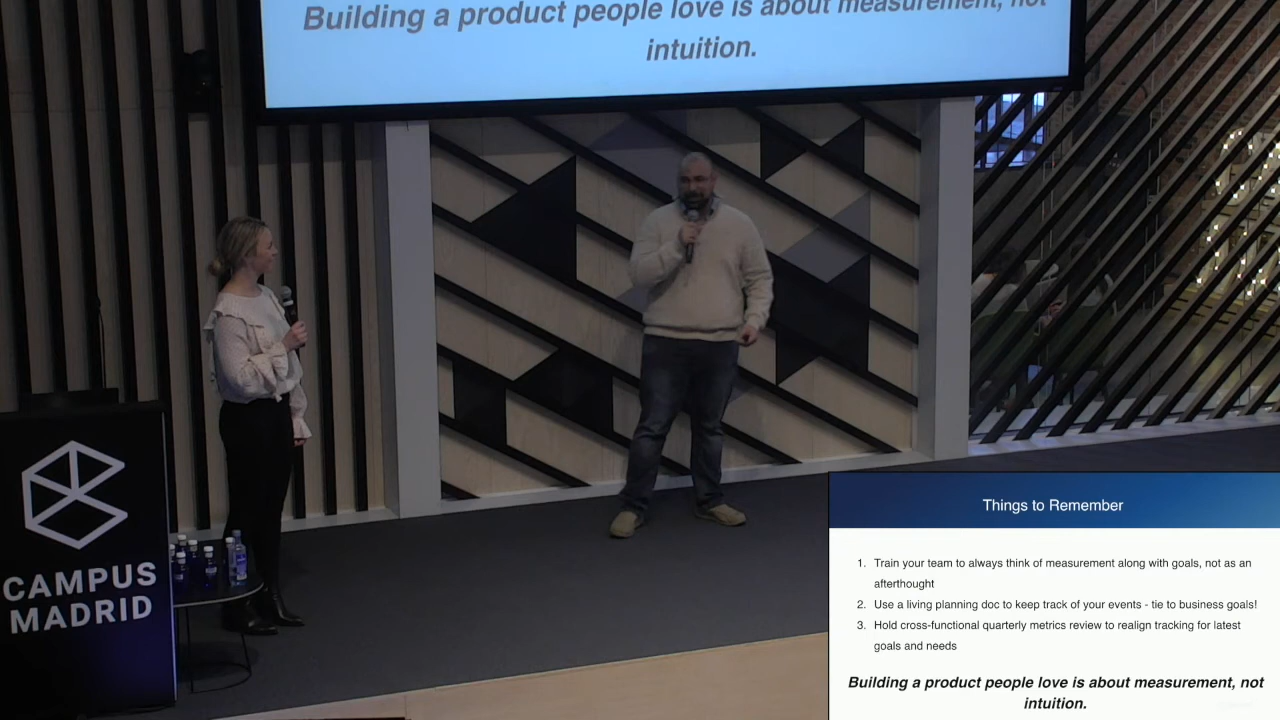 Building a product people love is about measurement, not
intuition.
CAMPUS
MADRID
Things to Remember
1. Train your team to always think of measurement along with goals, not as an
afterthought
2. Use a living planning doc to keep track of your events - tie to business goals!
3. Hold cross-functional quarterly metrics review to realign tracking for latest
goals and needs
Building a product people love is about measurement, not
intuition.